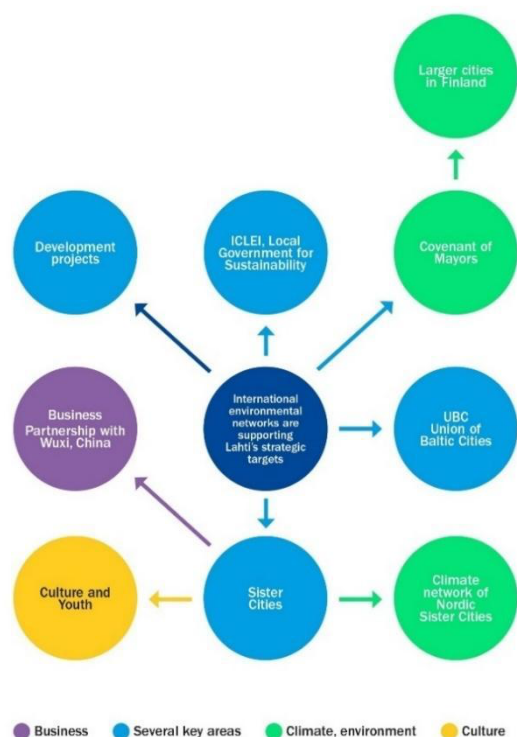 Larger cities
in Finland
Development
projects
ICLEI, Local
Government for
Sustainability
Covenant of
Mayors
Business
Partnership with
Wuxi, China
International
environmental
networks are
supporting
Lahti's strategic
targets
UBC
Union of
Baltic Cities
Culture and
Youth
Sister
Cities
Climate
network of
Nordic
Sister Cities
Business
Several key areas
Climate, environment
Culture